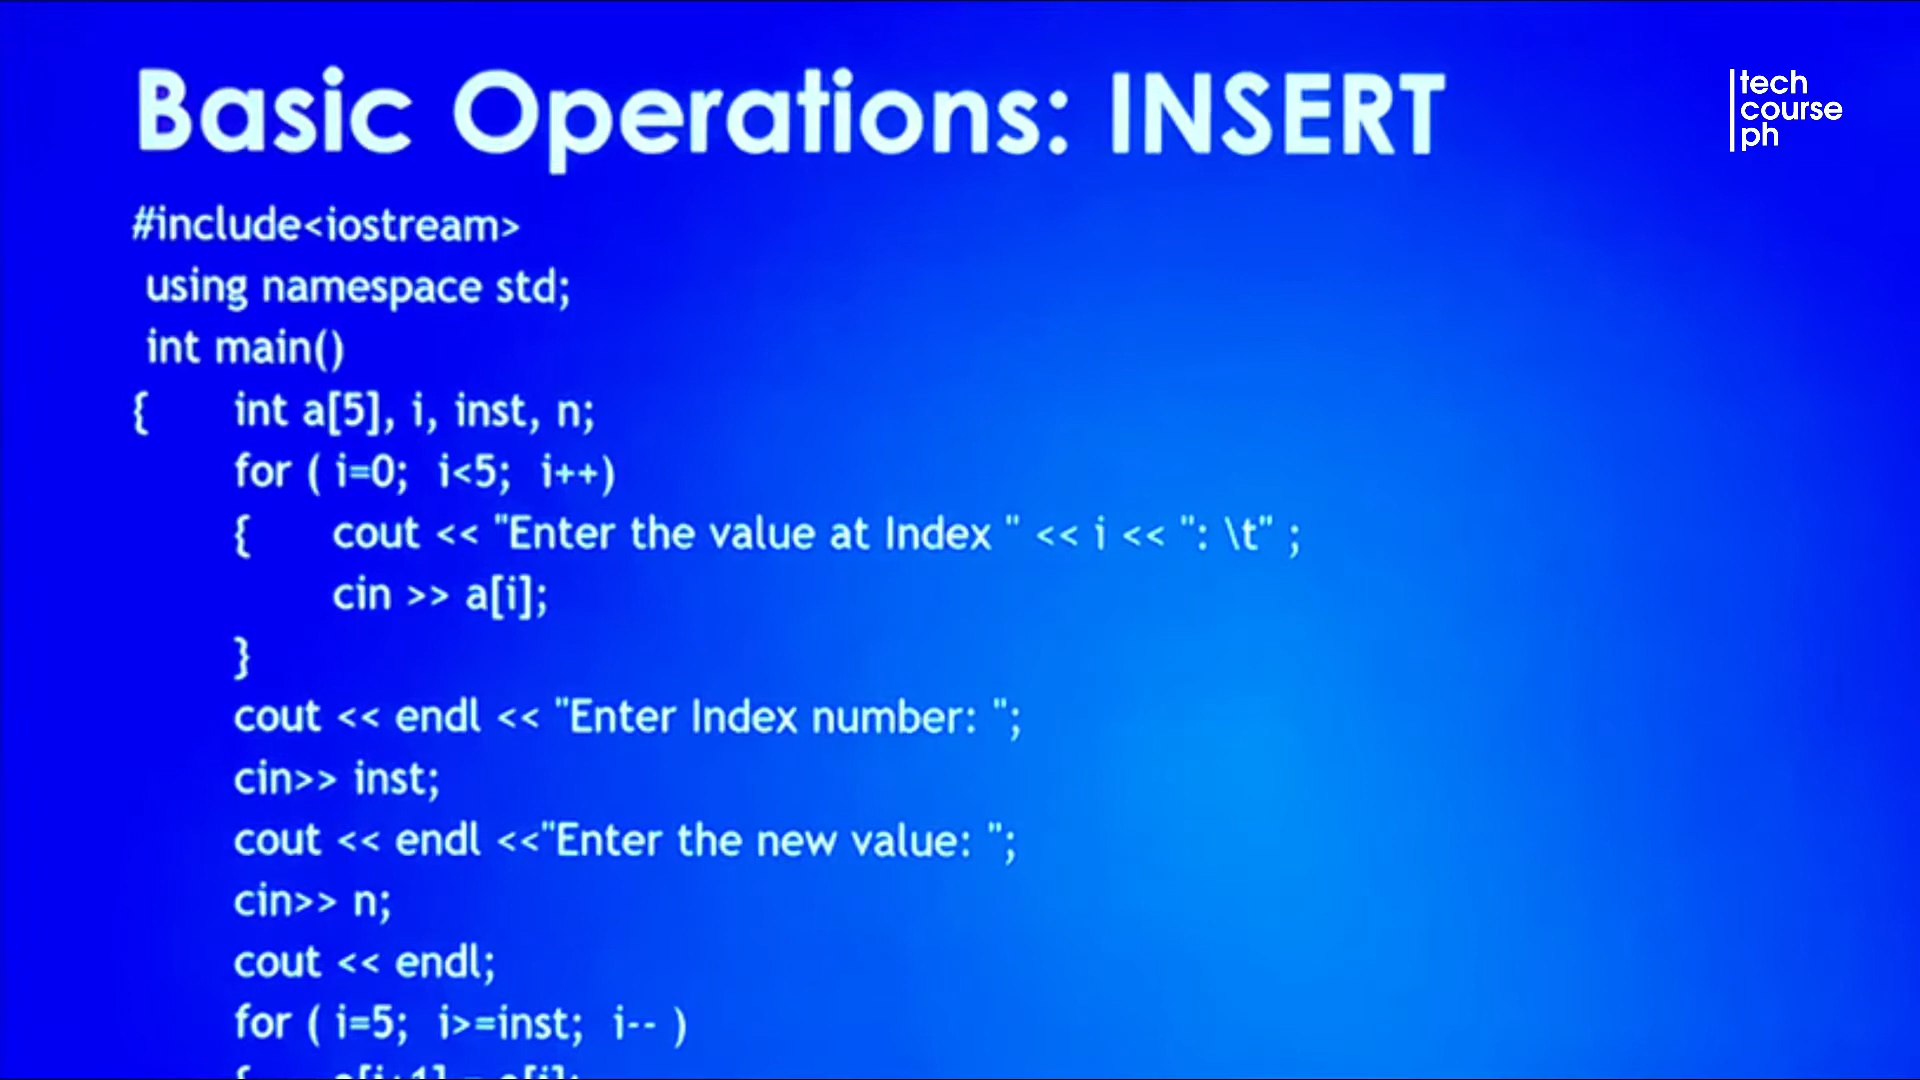 Basic Operations: INSERT
tech
course
ph
#include<iostream>
using namespace std;
int main()
{ int a[5], i, inst, n;
for ( i=0; i<5; i++)
{ cout << "Enter the value at Index " << i << ": \t" ;
cin >> a[i];
}
cout << endl << "Enter Index number: ";
cin>> inst;
cout << endl <<"Enter the new value: ";
cin>> n;
cout << endl;
for ( i=5; i>=inst; i-- )